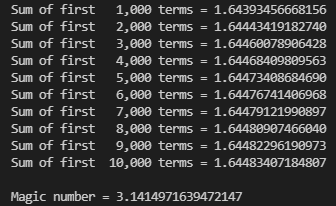 Sum of first   1,000 terms = 1.64393456668156
Sum of first   2,000 terms = 1.64443419182740
Sum of first   3,000 terms = 1.64460078906428
Sum of first   4,000 terms = 1.64468409809563
Sum of first   5,000 terms = 1.64473408684690
Sum of first   6,000 terms = 1.64476741406968
Sum of first   7,000 terms = 1.64479121990897
Sum of first   8,000 terms = 1.64480907466040
Sum of first   9,000 terms = 1.64482296190973
Sum of first  10,000 terms = 1.64483407184807
Magic number = 3.1414971639472147